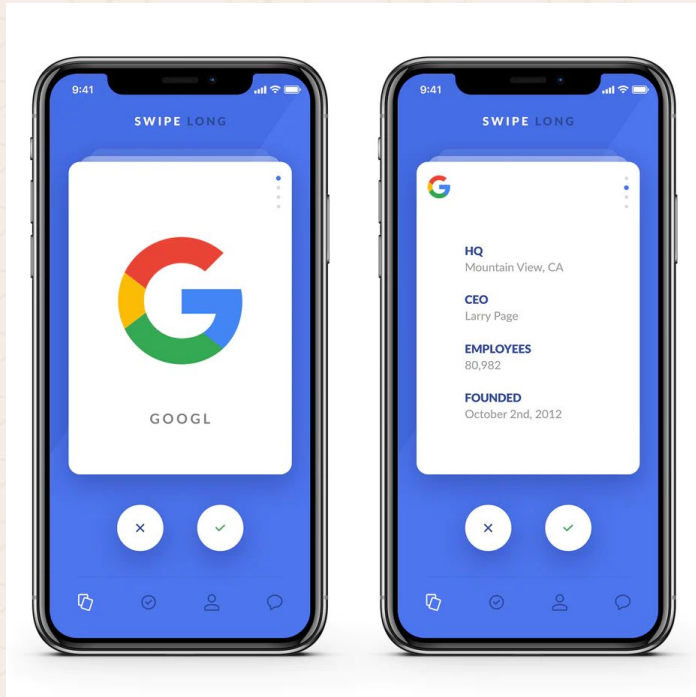 9:41
SWIPE LONG
GOOGL
9:41
SWIPE LONG
HQ
Mountain View, CA
CEO
Larry Page
EMPLOYEES
80,982
FOUNDED
October 2nd, 2012